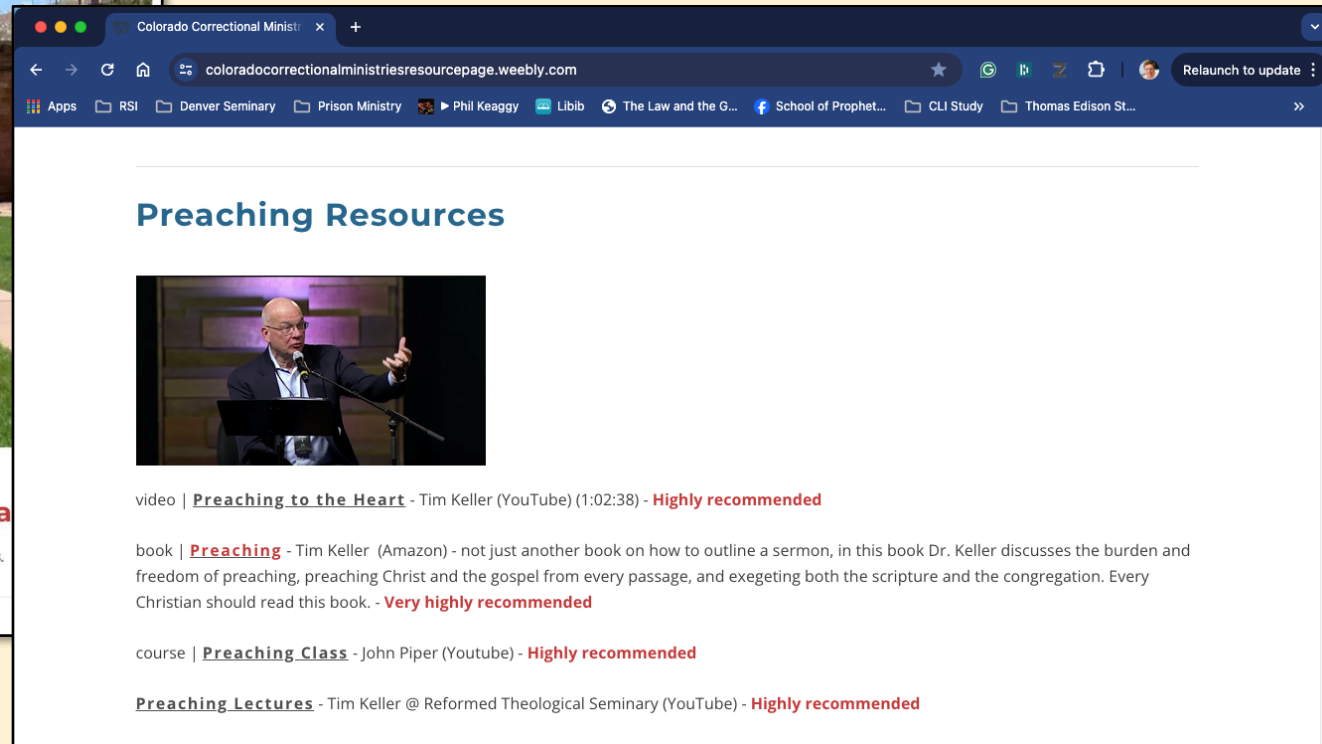 Colorado Correctional Ministr
coloradocorrectionalministriesresourcepage.weebly.com
Relaunch to update
Apps RSI Denver Seminary Prison Ministry ► Phil Keaggy Libib The Law and the G... School of Prophet... CLI Study Thomas Edison St... »
Preaching Resources
video | Preaching to the Heart - Tim Keller (YouTube) (1:02:38) - Highly recommended
book | Preaching - Tim Keller (Amazon) - not just another book on how to outline a sermon, in this book Dr. Keller discusses the burden and
freedom of preaching, preaching Christ and the gospel from every passage, and exegeting both the scripture and the congregation. Every
Christian should read this book. - Very highly recommended
course | Preaching Class - John Piper (Youtube) - Highly recommended
Preaching Lectures - Tim Keller @ Reformed Theological Seminary (YouTube) - Highly recommended